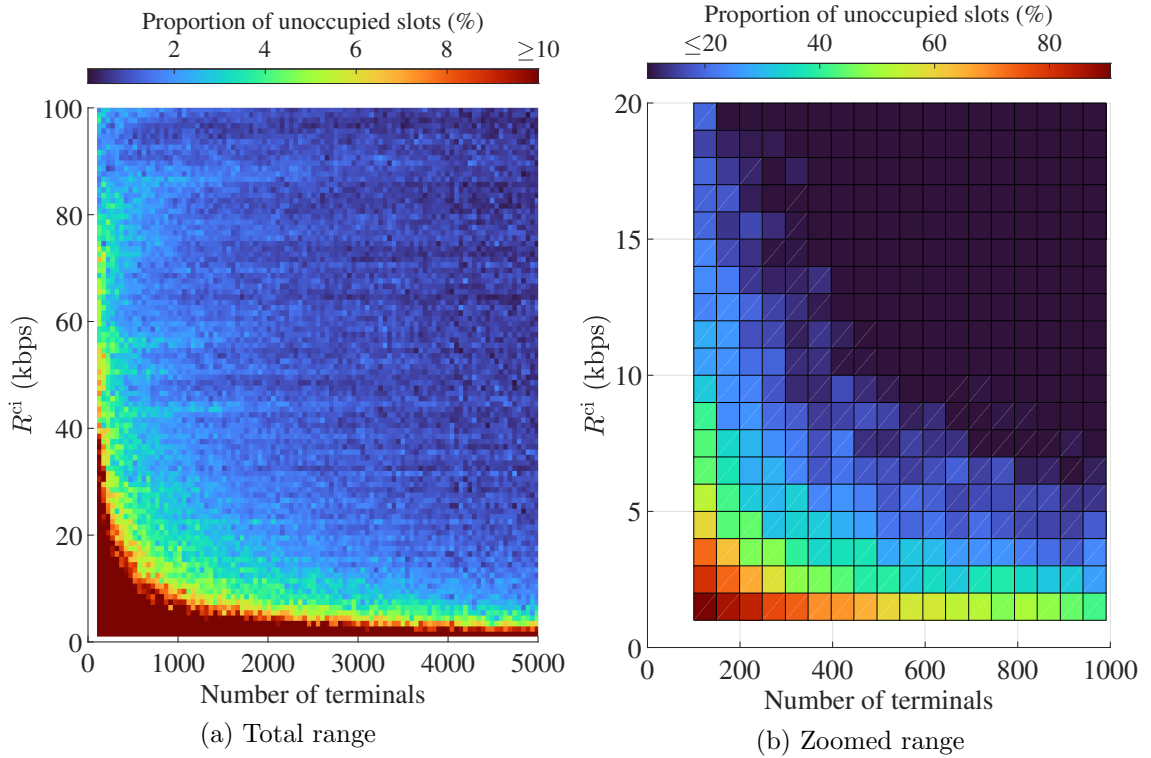 Proportion of unoccupied slots (%)
2 4 6 8 ≥10
100
80
60
40
20
0
R^ci (kbps)
0 1000 2000 3000 4000 5000
Number of terminals
(a) Total range
Proportion of unoccupied slots (%)
≤20 40 60 80
20
15
10
5
0
R^ci (kbps)
0 200 400 600 800 1000
Number of terminals
(b) Zoomed range